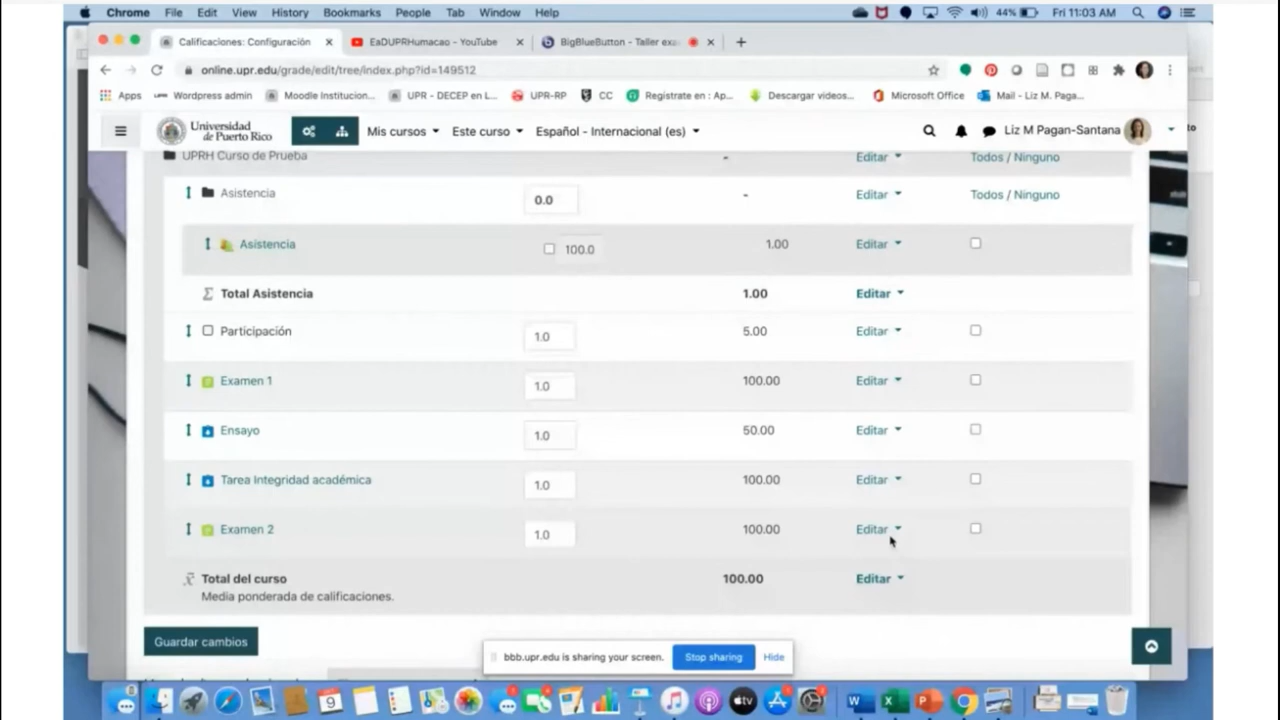 Chrome File Edit View History Bookmarks People Tab Window Help 44% Fri 11:03 AM
Calificaciones: Configuración EaDUPRHumacao - YouTube BigBlueButton - Taller exa
online.upr.edu/grade/edit/tree/index.php?id=149512
Apps Wordpress admin Moodle Institucion... UPR - DECEP en L... UPR-RP CC Registrate en : Ap... Descargar videos... Microsoft Office Mail - Liz M. Paga...
Universidad de Puerto Rico Mis cursos Este curso Español - Internacional (es) Liz M Pagan-Santana
UPRH Curso de Prueba - Editar Todos / Ninguno
Asistencia 0.0 - Editar Todos / Ninguno
Asistencia 100.0 1.00 Editar
Total Asistencia 1.00 Editar
Participación 1.0 5.00 Editar
Examen 1 1.0 100.00 Editar
Ensayo 1.0 50.00 Editar
Tarea Integridad académica 1.0 100.00 Editar
Examen 2 1.0 100.00 Editar
Total del curso 100.00 Editar
Media ponderada de calificaciones.
Guardar cambios
bbb.upr.edu is sharing your screen. Stop sharing Hide